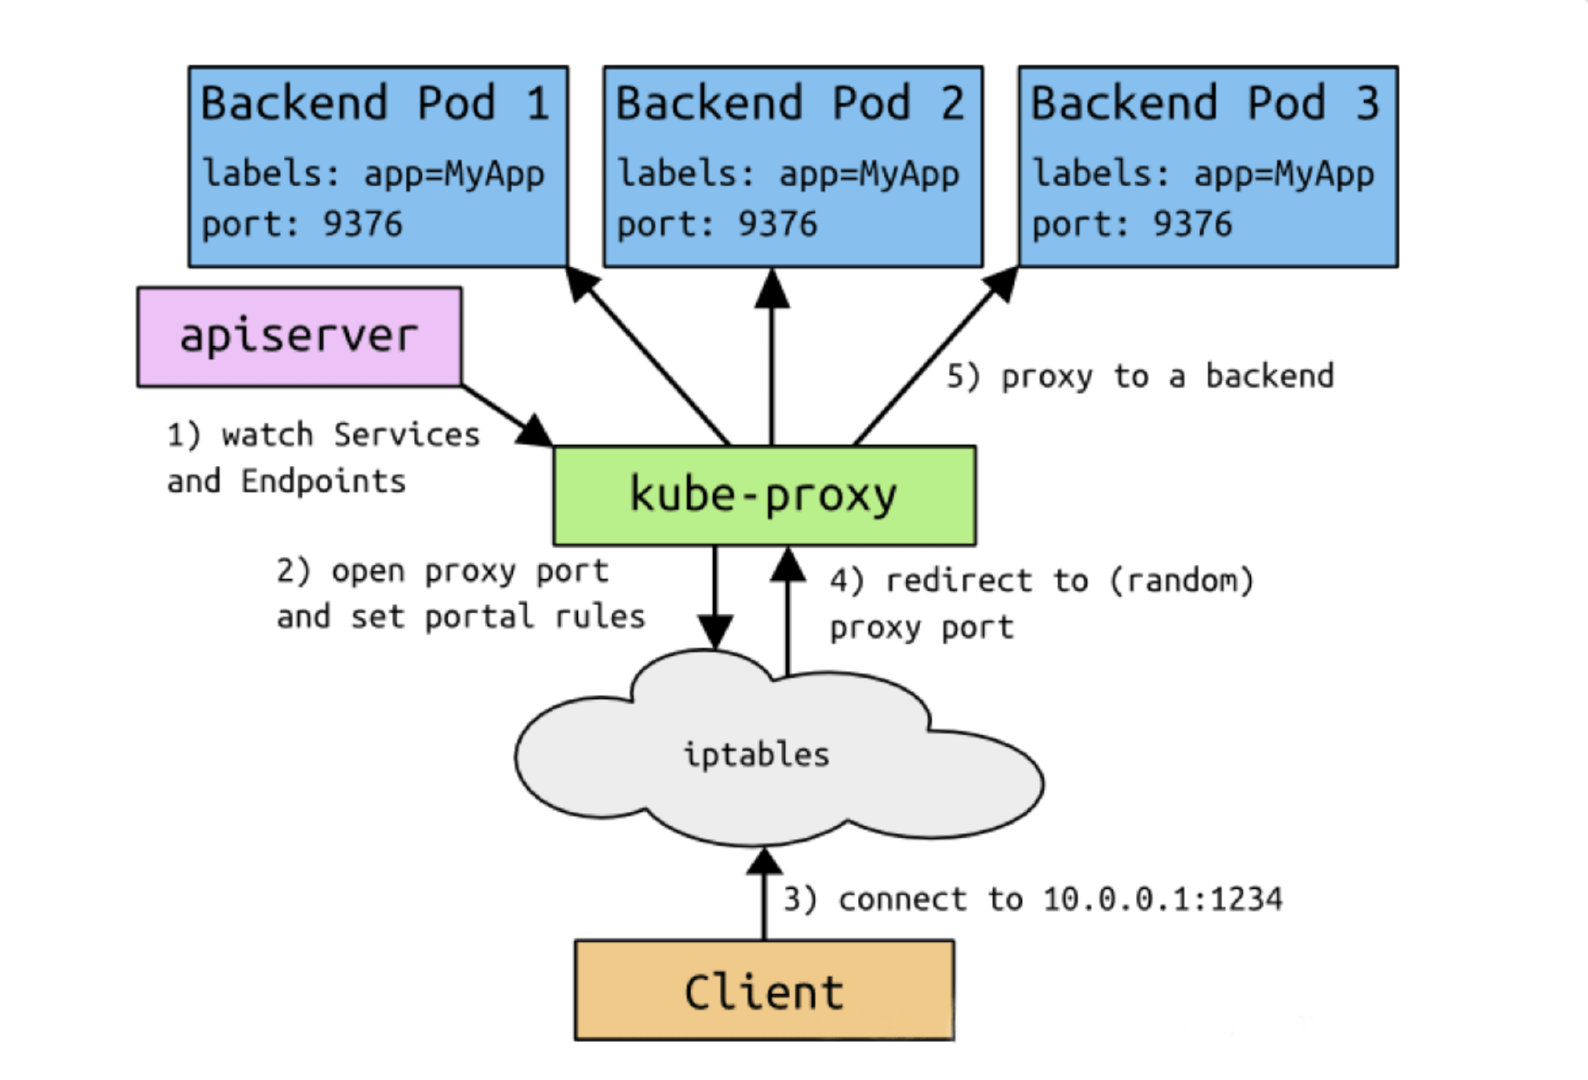 Backend Pod 1
labels: app=MyApp
port: 9376
Backend Pod 2
labels: app=MyApp
port: 9376
Backend Pod 3
labels: app=MyApp
port: 9376
apiserver
1) watch Services
and Endpoints
5) proxy to a backend
kube-proxy
2) open proxy port
and set portal rules
4) redirect to (random)
proxy port
iptables
3) connect to 10.0.0.1:1234
Client